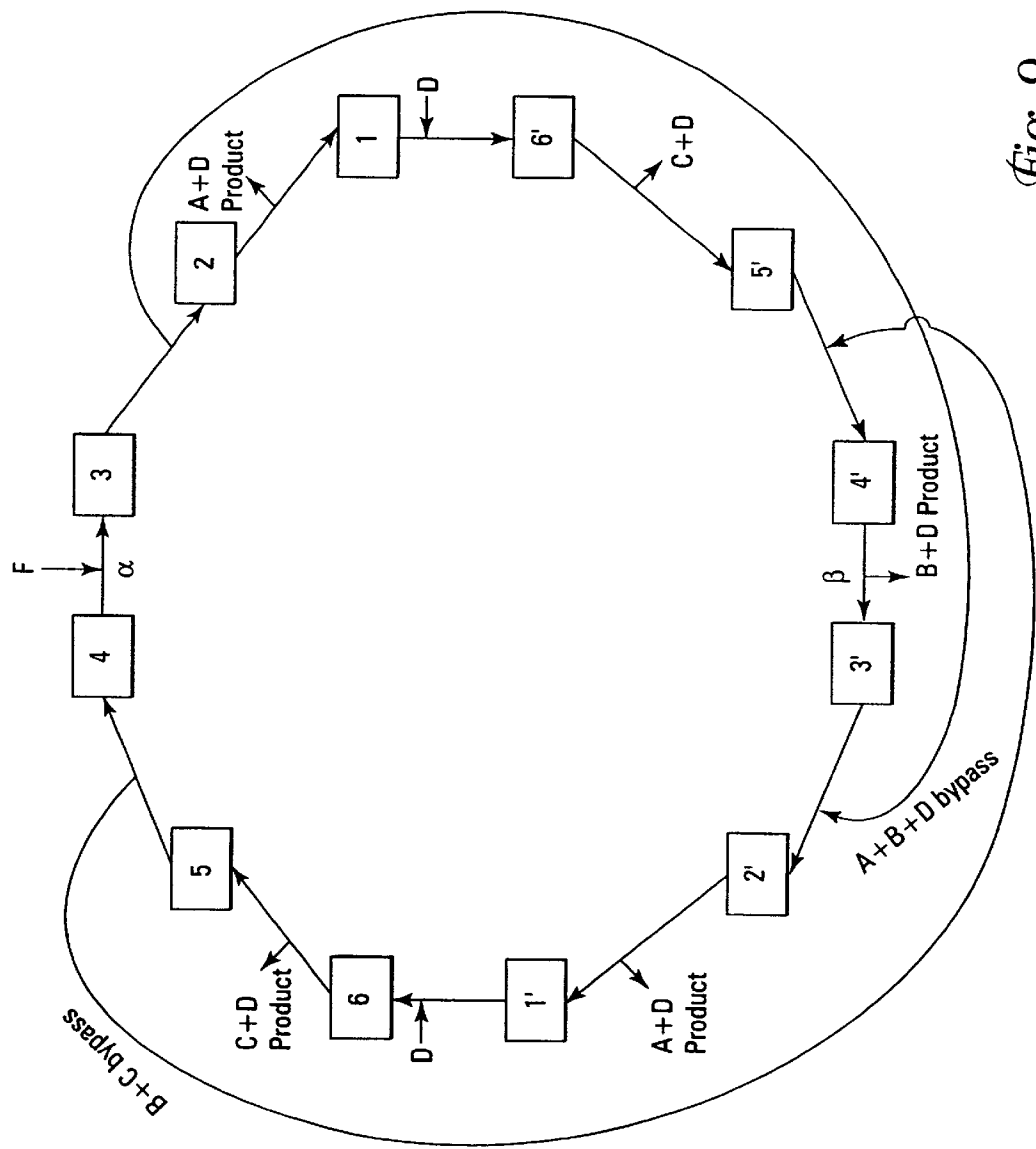 F
α
4
3
5
2
A+D
Product
B+C bypass
C+D
Product
6
1
D
D
1'
6'
A+D
Product
C+D
2'
5'
A+B+D bypass
3'
4'
β
B+D Product
Fig. 9